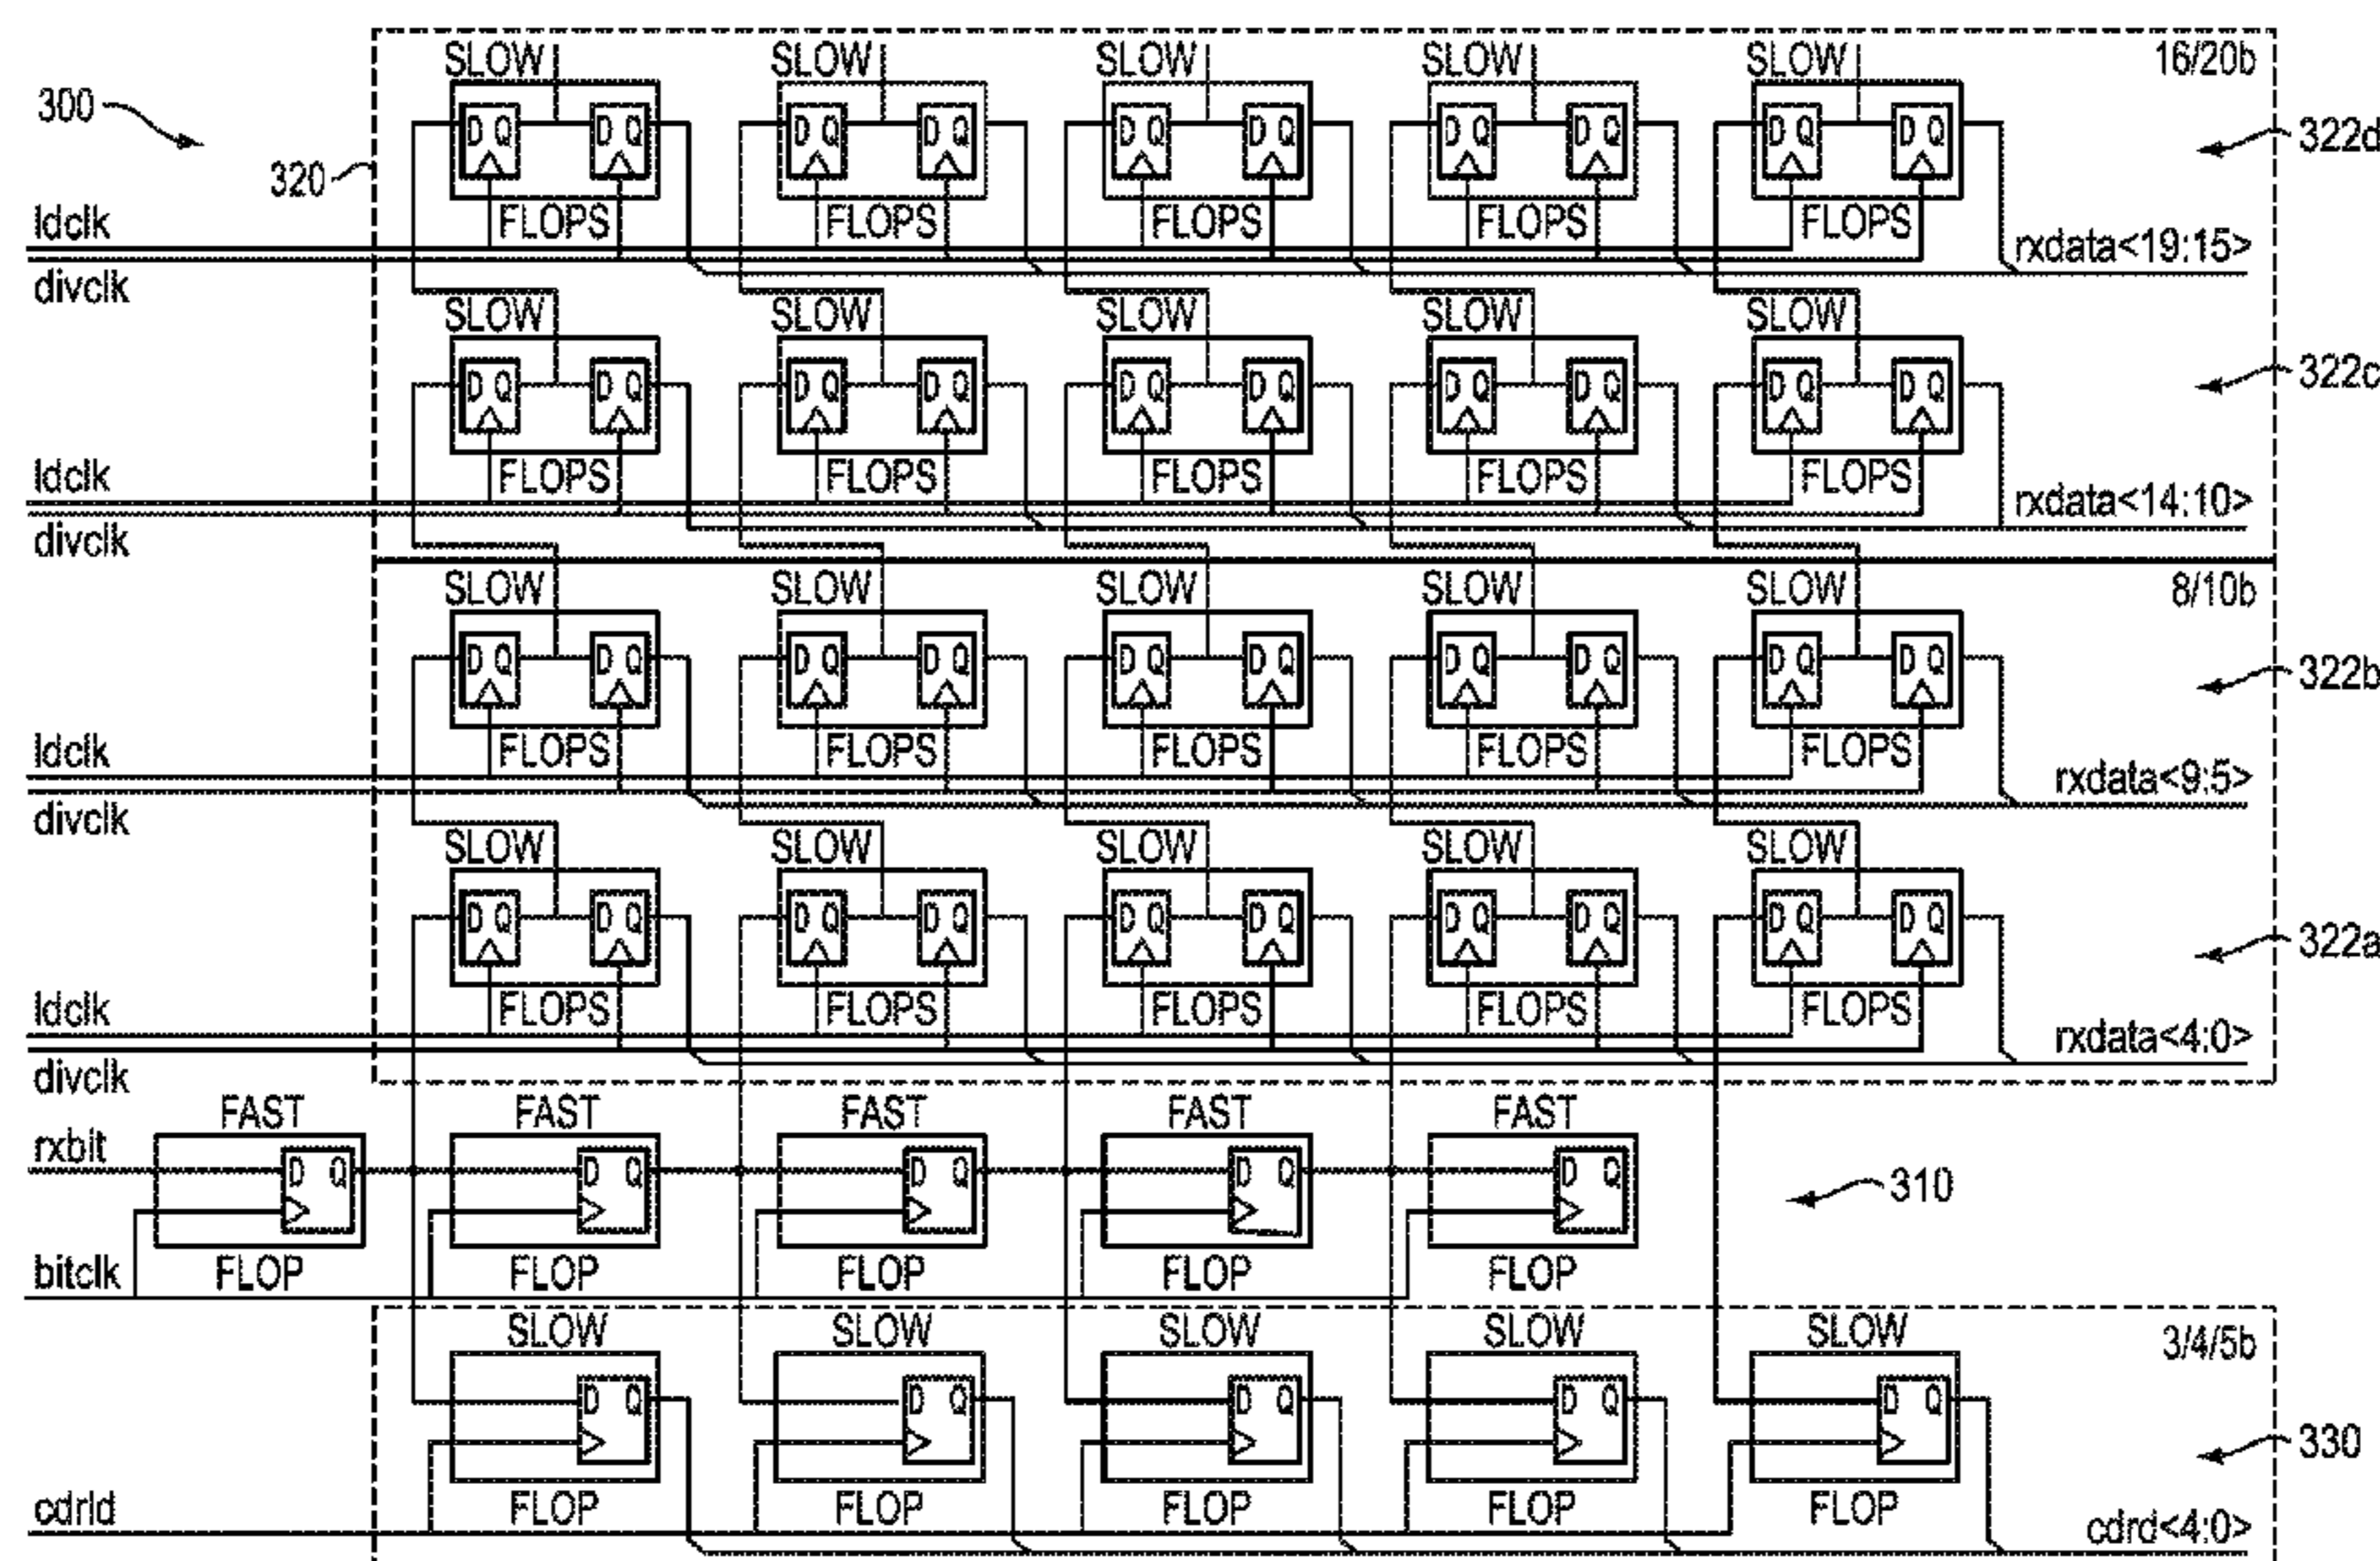 SLOW SLOW SLOW SLOW SLOW 16/20b
300
D Q D Q D Q D Q D Q D Q D Q D Q D Q D Q 322d
320
ldclk FLOPS FLOPS FLOPS FLOPS FLOPS rxdata<19:15>
divclk
SLOW SLOW SLOW SLOW SLOW
D Q D Q D Q D Q D Q D Q D Q D Q D Q D Q 322c
ldclk FLOPS FLOPS FLOPS FLOPS FLOPS rxdata<14:10>
divclk
SLOW SLOW SLOW SLOW SLOW 8/10b
D Q D Q D Q D Q D Q D Q D Q D Q D Q D Q 322b
ldclk FLOPS FLOPS FLOPS FLOPS FLOPS rxdata<9:5>
divclk
SLOW SLOW SLOW SLOW SLOW
D Q D Q D Q D Q D Q D Q D Q D Q D Q D Q 322a
ldclk FLOPS FLOPS FLOPS FLOPS FLOPS rxdata<4:0>
divclk
FAST FAST FAST FAST FAST
rxbit D Q D Q D Q D Q D Q 310
bitclk FLOP FLOP FLOP FLOP FLOP
SLOW SLOW SLOW SLOW SLOW 3/4/5b
D Q D Q D Q D Q D Q 330
cdrld FLOP FLOP FLOP FLOP FLOP cdrd<4:0>